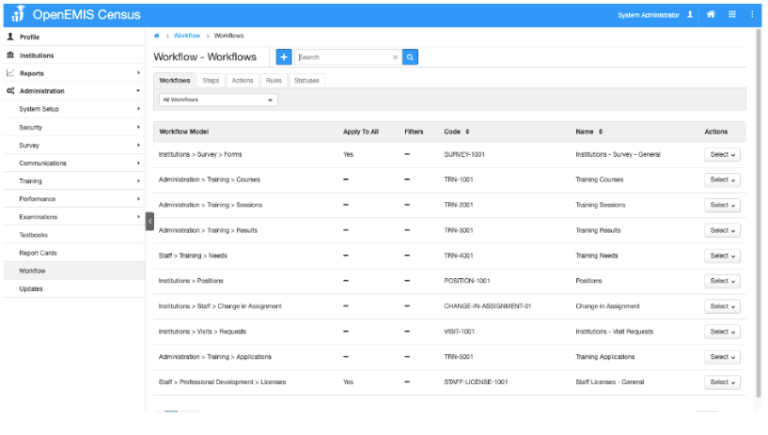 OpenEMIS Census
System Administrator
Profile
Institutions
Reports
Administration
System Setup
Security
Survey
Communications
Training
Performance
Examinations
Textbooks
Report Cards
Workflow
Updates
Workflow > Workflows
Workflow - Workflows
Search
Workflows Steps Actions Rules Statuses
All Workflows
Workflow Model Apply To All Filters Code Name Actions
Institutions > Survey > Forms Yes — SURVEY-1001 Institutions - Survey - General Select
Administration > Training > Courses — — TRN-1001 Training Courses Select
Administration > Training > Sessions — — TRN-2001 Training Sessions Select
Administration > Training > Results — — TRN-3001 Training Results Select
Staff > Training > Needs — — TRN-4001 Training Needs Select
Institutions > Positions — — POSITION-1001 Positions Select
Institutions > Staff > Change in Assignment — — CHANGE-IN-ASSIGNMENT-01 Change in Assignment Select
Institutions > Visits > Requests — — VISIT-1001 Institutions - Visit Requests Select
Administration > Training > Applications — — TRN-5001 Training Applications Select
Staff > Professional Development > Licenses Yes — STAFF-LICENSE-1001 Staff Licenses - General Select